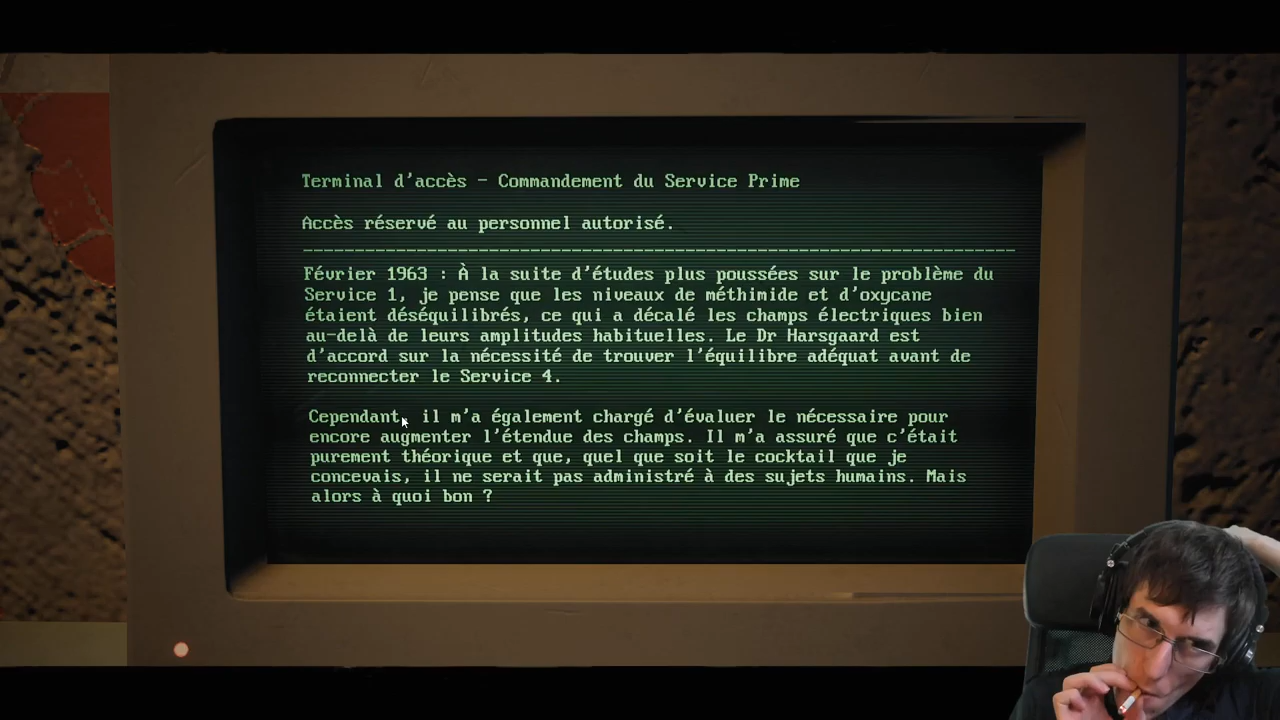 Terminal d'accès - Commandement du Service Prime
Accès réservé au personnel autorisé.
Février 1963 : À la suite d'études plus poussées sur le problème du
Service 1, je pense que les niveaux de méthimide et d'oxycane
étaient déséquilibrés, ce qui a décalé les champs électriques bien
au-delà de leurs amplitudes habituelles. Le Dr Harsgaard est
d'accord sur la nécessité de trouver l'équilibre adéquat avant de
reconnecter le Service 4.
Cependant, il m'a également chargé d'évaluer le nécessaire pour
encore augmenter l'étendue des champs. Il m'a assuré que c'était
purement théorique et que, quel que soit le cocktail que je
concevais, il ne serait pas administré à des sujets humains. Mais
alors à quoi bon ?